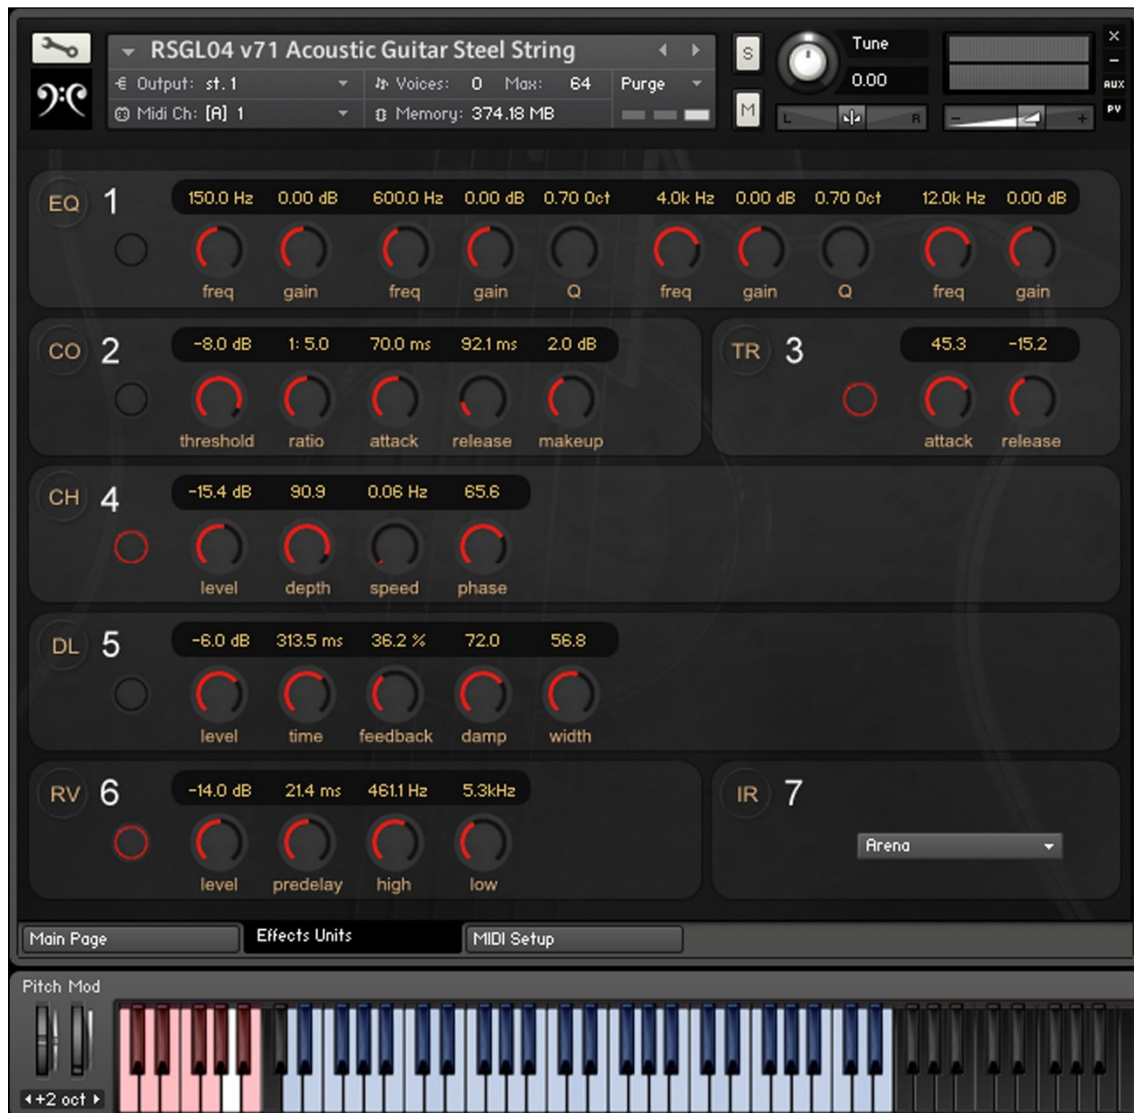 RSGL04 v71 Acoustic Guitar Steel String
S
Tune
Output: st.1
Voices: 0 Max: 64
Purge
0.00
AUX
Midi Ch: [A] 1
Memory: 374.18 MB
M
L R
- +
PV
EQ 1
150.0 Hz 0.00 dB 600.0 Hz 0.00 dB 0.70 Oct 4.0k Hz 0.00 dB 0.70 Oct 12.0k Hz 0.00 dB
freq gain freq gain Q freq gain Q freq gain
CO 2
-8.0 dB 1: 5.0 70.0 ms 92.1 ms 2.0 dB
threshold ratio attack release makeup
TR 3
45.3 -15.2
attack release
CH 4
-15.4 dB 90.9 0.06 Hz 65.6
level depth speed phase
DL 5
-6.0 dB 313.5 ms 36.2 % 72.0 56.8
level time feedback damp width
RV 6
-14.0 dB 21.4 ms 461.1 Hz 5.3kHz
level predelay high low
IR 7
Arena
Main Page
Effects Units
MIDI Setup
Pitch Mod
+2 oct